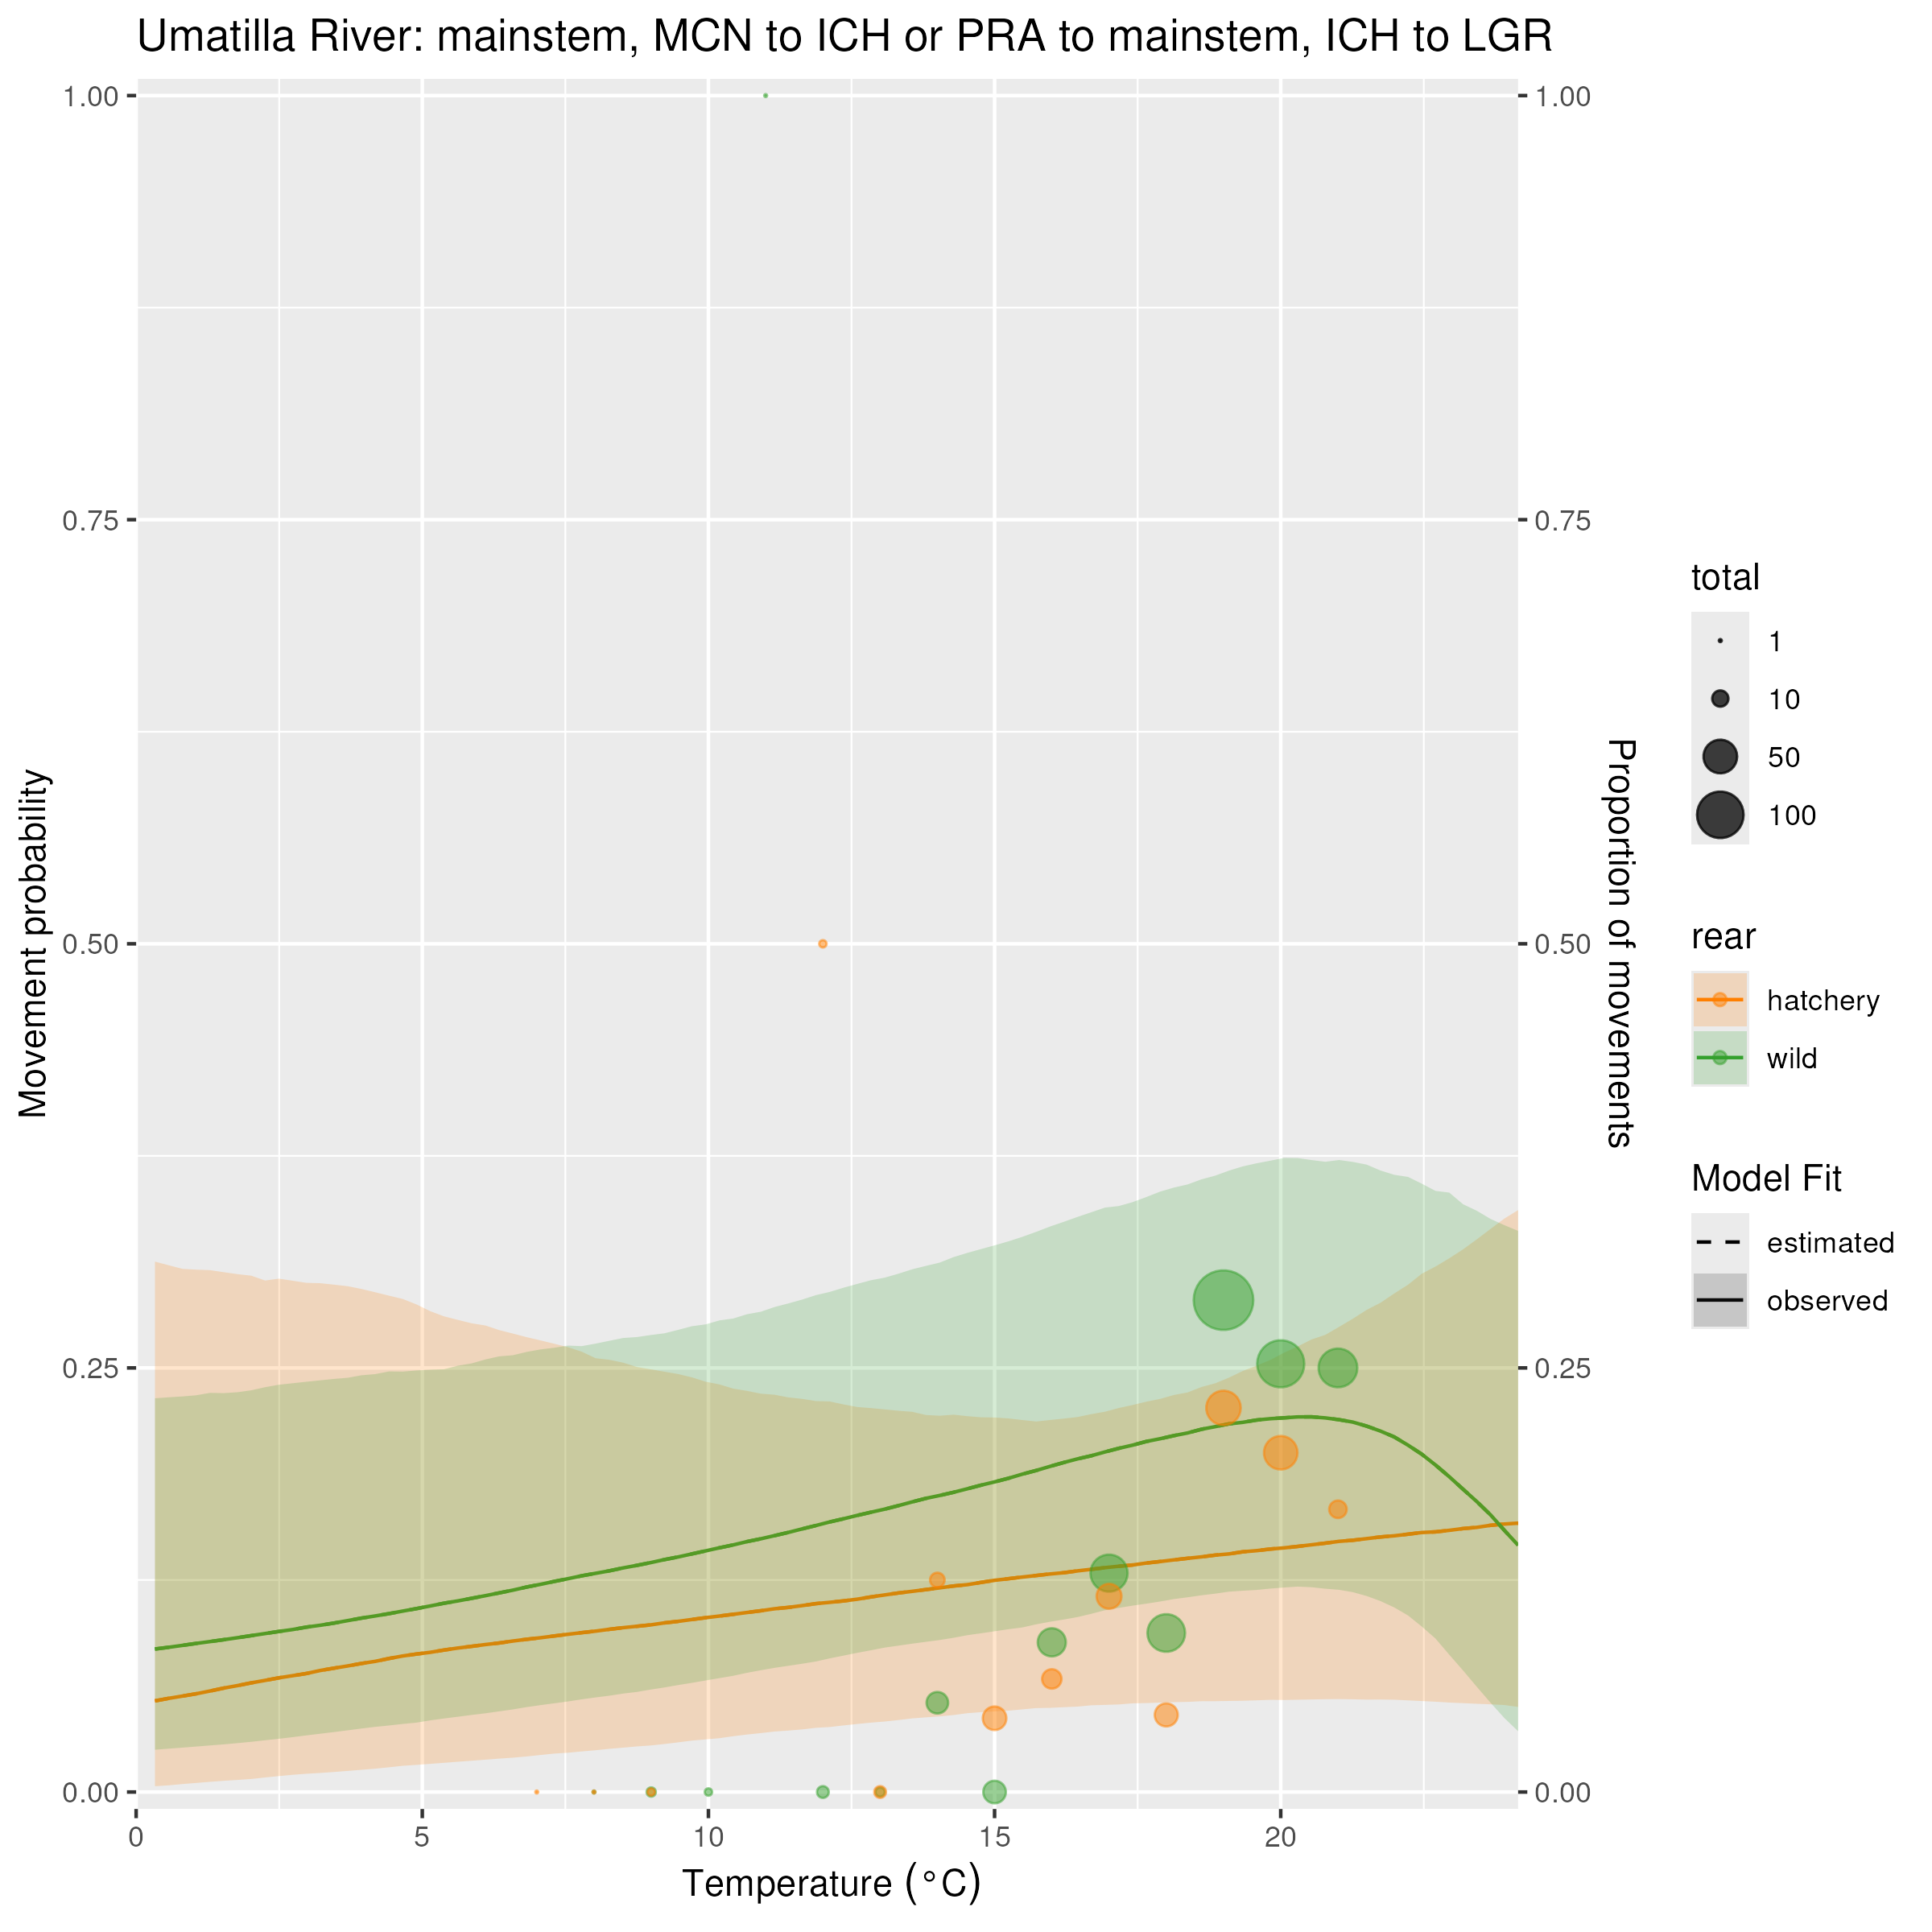 Umatilla River: mainstem, MCN to ICH or PRA to mainstem, ICH to LGR
Movement probability
1.00
0.75
0.50
0.25
0.00
0
5
10
15
20
Temperature (°C)
1.00
0.75
0.50
0.25
0.00
Proportion of movements
total
1
10
50
100
rear
hatchery
wild
Model Fit
estimated
observed